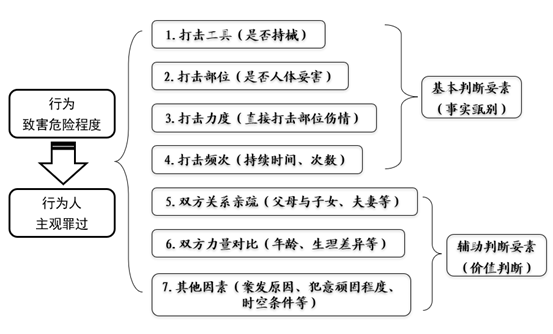 行为
致害危险程度
行为人
主观罪过
1. 打击工具（是否持械）
2. 打击部位（是否人体要害）
3. 打击力度（直接打击部位伤情）
4. 打击频次（持续时间、次数）
5. 双方关系亲疏（父母与子女、夫妻等）
6. 双方力量对比（年龄、生理差异等）
7. 其他因素（案发原因、犯意顽固程度、
时空条件等）
基本判断要素
（事实甄别）
辅助判断要素
（价值判断）